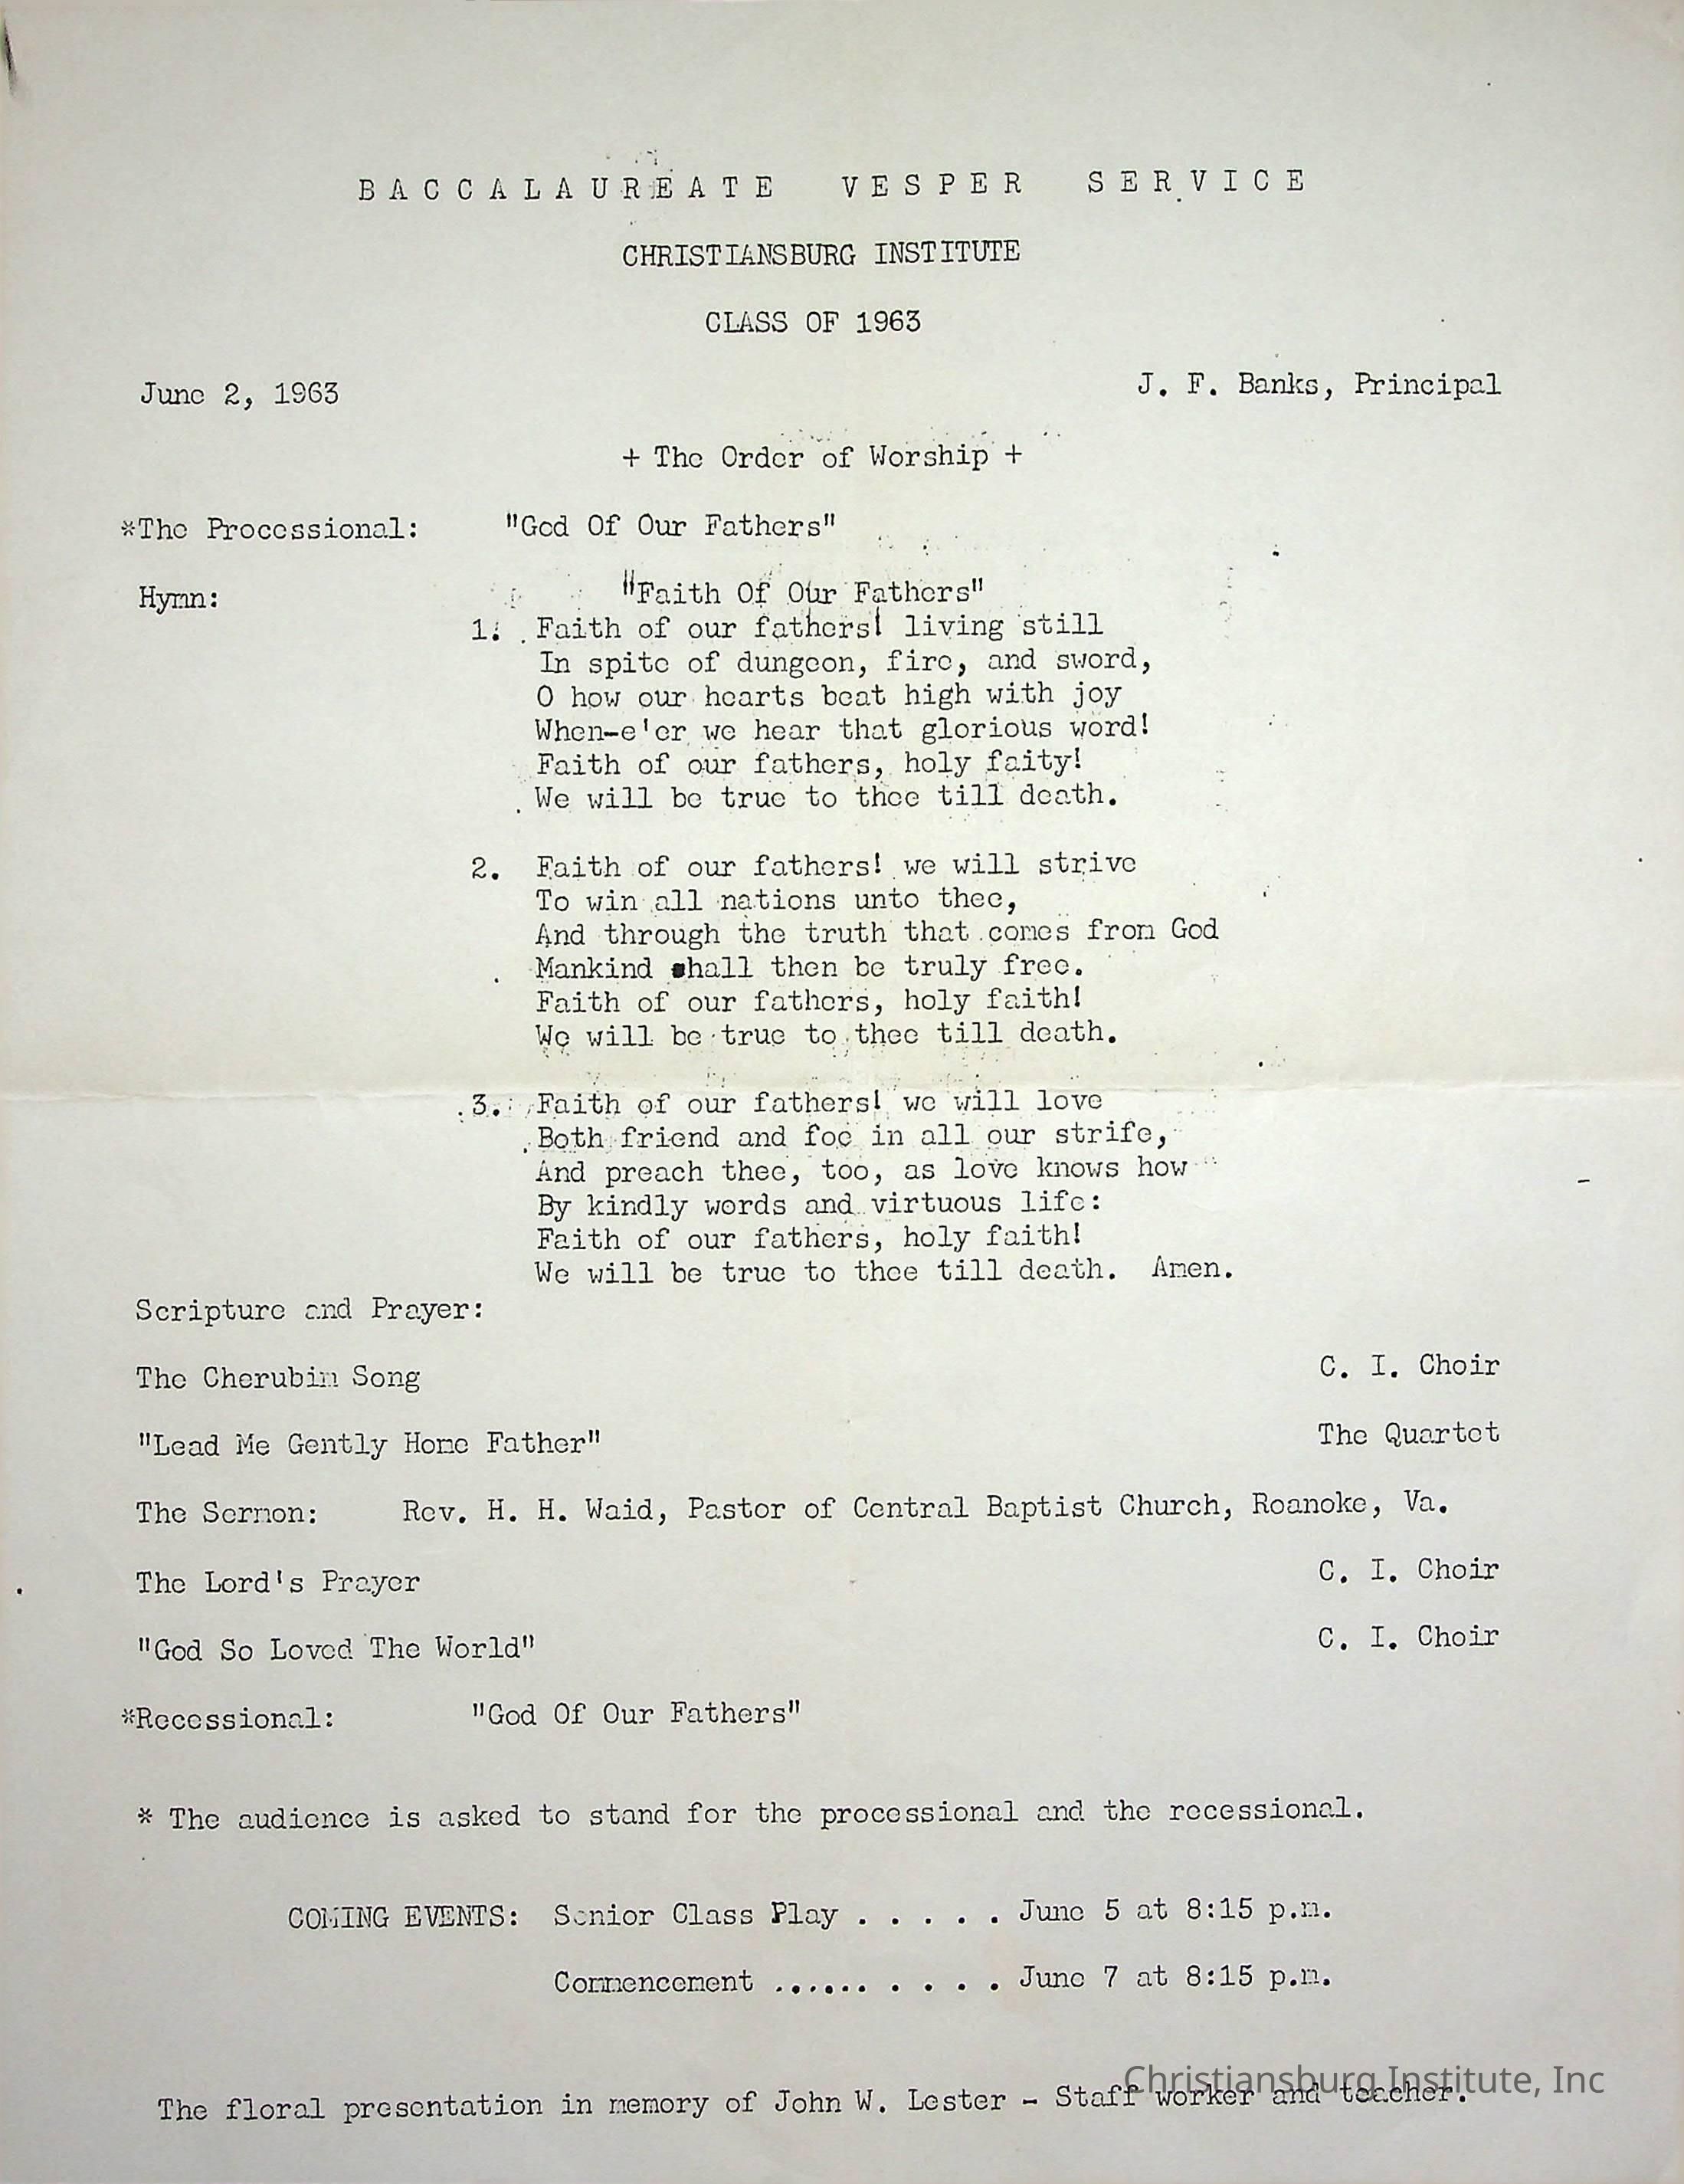 BACCALAUREATE VESPER SERVICE
CHRISTIANSBURG INSTITUTE
CLASS OF 1963
June 2, 1963 J. F. Banks, Principal
+ The Order of Worship +
*The Processional: "God Of Our Fathers"
Hymn: "Faith Of Our Fathers"
1. Faith of our fathers! living still
In spite of dungeon, fire, and sword,
O how our hearts beat high with joy
When-e'er we hear that glorious word!
Faith of our fathers, holy faity!
We will be true to thee till death.
2. Faith of our fathers! we will strive
To win all nations unto thee,
And through the truth that comes from God
Mankind shall then be truly free.
Faith of our fathers, holy faith!
We will be true to thee till death.
3. Faith of our fathers! we will love
Both friend and foe in all our strife,
And preach thee, too, as love knows how
By kindly words and virtuous life:
Faith of our fathers, holy faith!
We will be true to thee till death. Amen.
Scripture and Prayer:
The Cherubim Song C. I. Choir
"Lead Me Gently Home Father" The Quartet
The Sermon: Rev. H. H. Waid, Pastor of Central Baptist Church, Roanoke, Va.
The Lord's Prayer C. I. Choir
"God So Loved The World" C. I. Choir
*Recessional: "God Of Our Fathers"
* The audience is asked to stand for the processional and the recessional.
COMING EVENTS: Senior Class Play . . . . . June 5 at 8:15 p.m.
Commencement ...... . . . . June 7 at 8:15 p.m.
Christiansburg Institute, Inc
The floral presentation in memory of John W. Lester - Staff worker and teacher.